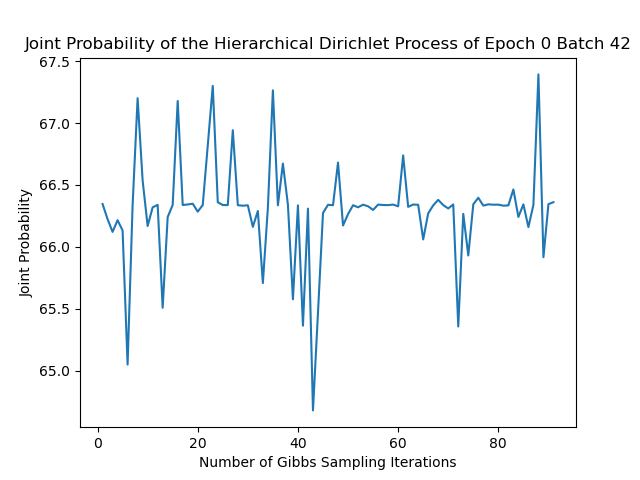 Joint Probability of the Hierarchical Dirichlet Process of Epoch 0 Batch 42
67.5
67.0
66.5
66.0
65.5
65.0
Joint Probability
0 20 40 60 80
Number of Gibbs Sampling Iterations